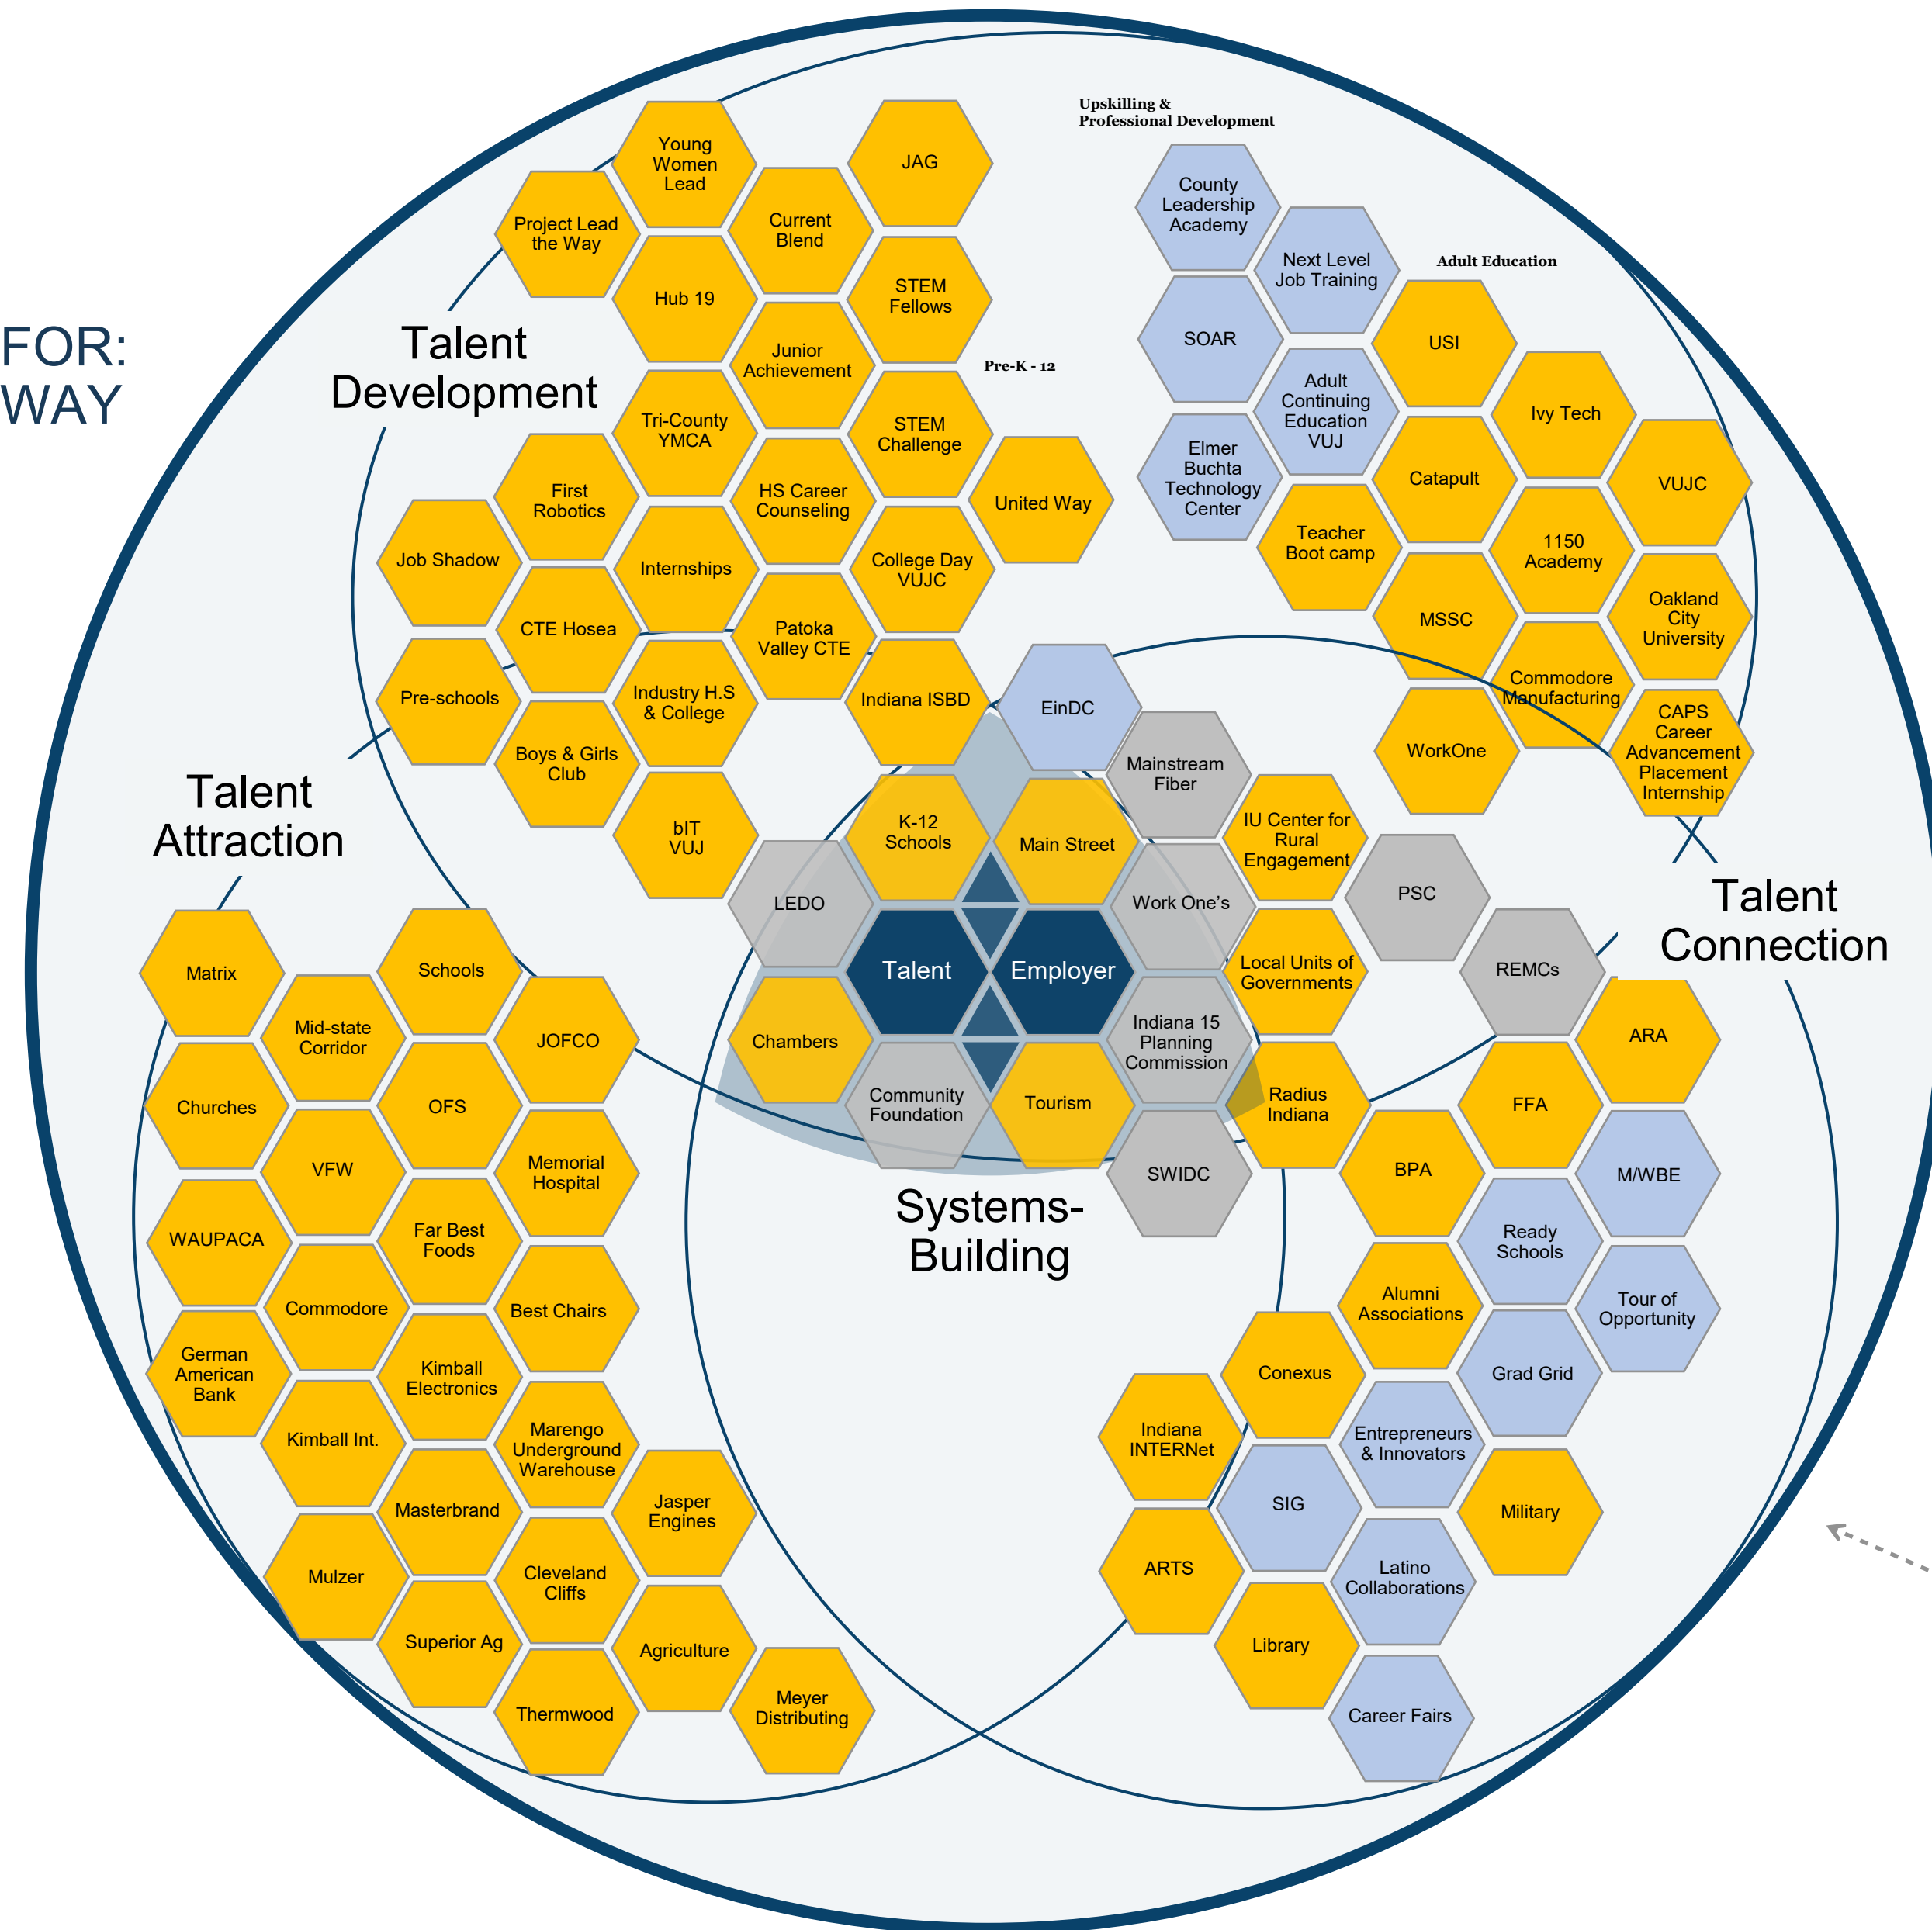 FOR:
WAY
Talent
Development
Young
Women
Lead
JAG
Project Lead
the Way
Current
Blend
Hub 19
STEM
Fellows
Junior
Achievement
Pre-K - 12
Tri-County
YMCA
STEM
Challenge
First
Robotics
HS Career
Counseling
United Way
Job Shadow
Internships
College Day
VUJC
CTE Hosea
Patoka
Valley CTE
Pre-schools
Industry H.S
& College
Indiana ISBD
Boys & Girls
Club
bIT
VUJ
Upskilling &
Professional Development
County
Leadership
Academy
Next Level
Job Training
Adult Education
SOAR
USI
Adult
Continuing
Education
VUJ
Ivy Tech
Elmer
Buchta
Technology
Center
Catapult
VUJC
Teacher
Boot camp
1150
Academy
MSSC
Oakland
City
University
Commodore
Manufacturing
WorkOne
CAPS
Career
Advancement
Placement
Internship
EinDC
Mainstream
Fiber
K-12
Schools
Main Street
IU Center for
Rural
Engagement
LEDO
Work One's
PSC
Talent
Employer
Local Units of
Governments
REMCs
Chambers
Indiana 15
Planning
Commission
Community
Foundation
Tourism
Radius
Indiana
SWIDC
Systems-
Building
Talent
Attraction
Matrix
Schools
Mid-state
Corridor
JOFCO
Churches
OFS
VFW
Memorial
Hospital
WAUPACA
Far Best
Foods
Commodore
Best Chairs
German
American
Bank
Kimball
Electronics
Kimball Int.
Marengo
Underground
Warehouse
Masterbrand
Jasper
Engines
Mulzer
Cleveland
Cliffs
Superior Ag
Agriculture
Thermwood
Meyer
Distributing
Talent
Connection
ARA
FFA
BPA
M/WBE
Ready
Schools
Alumni
Associations
Tour of
Opportunity
Conexus
Grad Grid
Indiana
INTERNet
Entrepreneurs
& Innovators
SIG
Military
ARTS
Latino
Collaborations
Library
Career Fairs